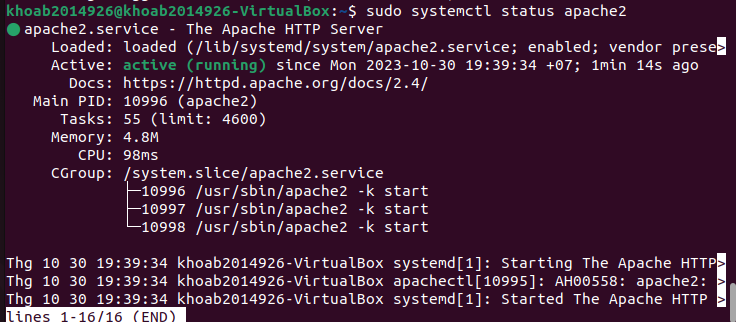 khoab2014926@khoab2014926-VirtualBox:~$ sudo systemctl status apache2
● apache2.service - The Apache HTTP Server
     Loaded: loaded (/lib/systemd/system/apache2.service; enabled; vendor prese>
     Active: active (running) since Mon 2023-10-30 19:39:34 +07; 1min 14s ago
       Docs: https://httpd.apache.org/docs/2.4/
   Main PID: 10996 (apache2)
      Tasks: 55 (limit: 4600)
     Memory: 4.8M
        CPU: 98ms
     CGroup: /system.slice/apache2.service
             ├─10996 /usr/sbin/apache2 -k start
             ├─10997 /usr/sbin/apache2 -k start
             └─10998 /usr/sbin/apache2 -k start

Thg 10 30 19:39:34 khoab2014926-VirtualBox systemd[1]: Starting The Apache HTTP>
Thg 10 30 19:39:34 khoab2014926-VirtualBox apachectl[10995]: AH00558: apache2: >
Thg 10 30 19:39:34 khoab2014926-VirtualBox systemd[1]: Started The Apache HTTP >
lines 1-16/16 (END)